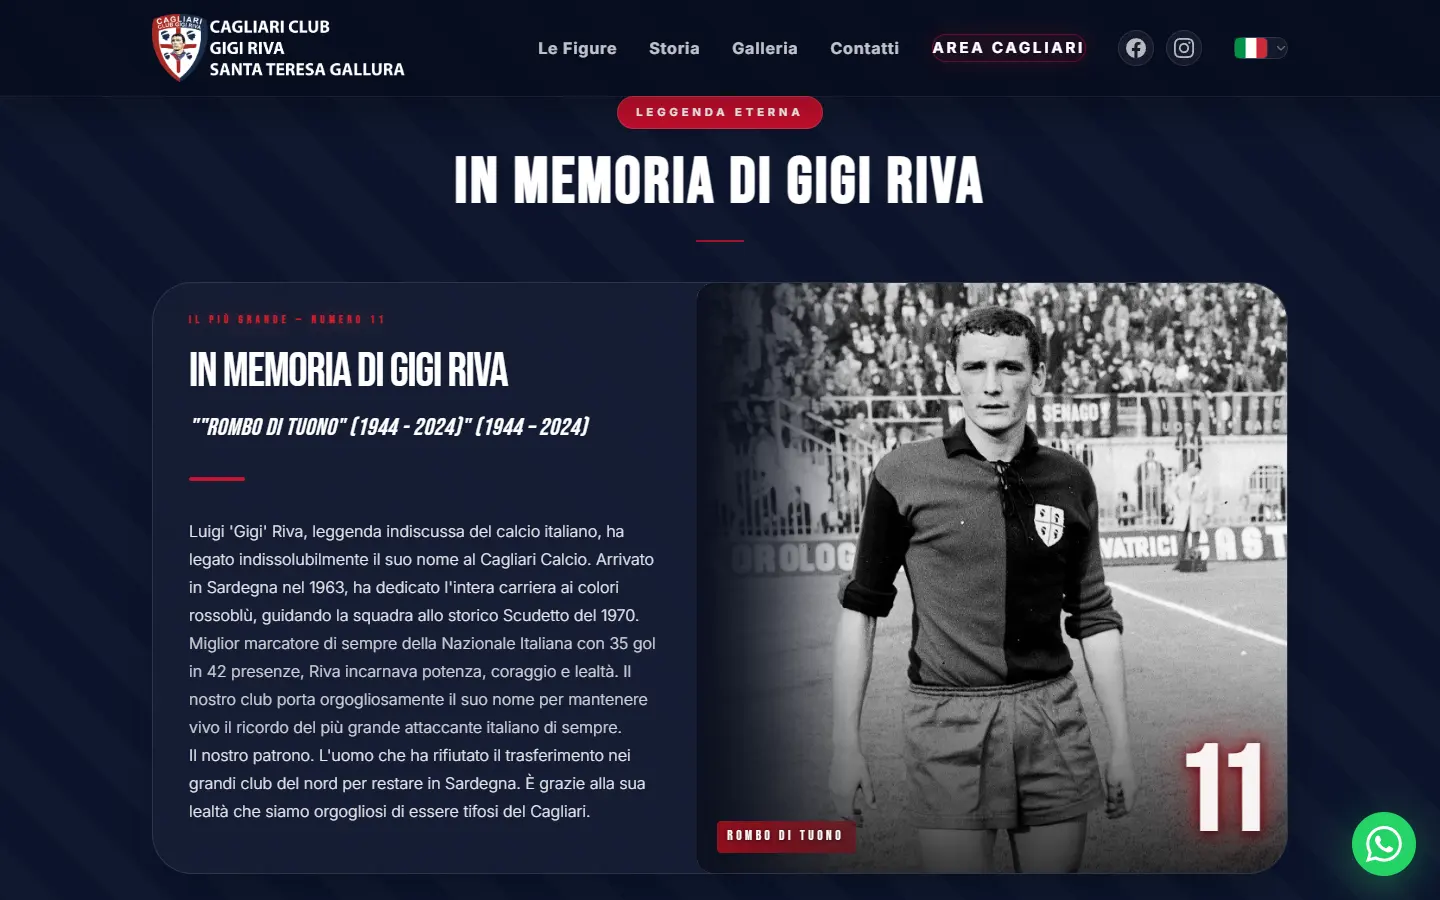 CAGLIARI
CLUB GIGI RIVA
CAGLIARI CLUB
GIGI RIVA
SANTA TERESA GALLURA
Le Figure
Storia
Galleria
Contatti
AREA CAGLIARI
LEGGENDA ETERNA
IN MEMORIA DI GIGI RIVA
IL PIÙ GRANDE – NUMERO 11
IN MEMORIA DI GIGI RIVA
""ROMBO DI TUONO" (1944 - 2024)" (1944 – 2024)
Luigi 'Gigi' Riva, leggenda indiscussa del calcio italiano, ha
legato indissolubilmente il suo nome al Cagliari Calcio. Arrivato
in Sardegna nel 1963, ha dedicato l'intera carriera ai colori
rossoblù, guidando la squadra allo storico Scudetto del 1970.
Miglior marcatore di sempre della Nazionale Italiana con 35 gol
in 42 presenze, Riva incarnava potenza, coraggio e lealtà. Il
nostro club porta orgogliosamente il suo nome per mantenere
vivo il ricordo del più grande attaccante italiano di sempre.
Il nostro patrono. L'uomo che ha rifiutato il trasferimento nei
grandi club del nord per restare in Sardegna. È grazie alla sua
lealtà che siamo orgogliosi di essere tifosi del Cagliari.
SENAGO
OROLOG
VATRICI
CAST
11
ROMBO DI TUONO